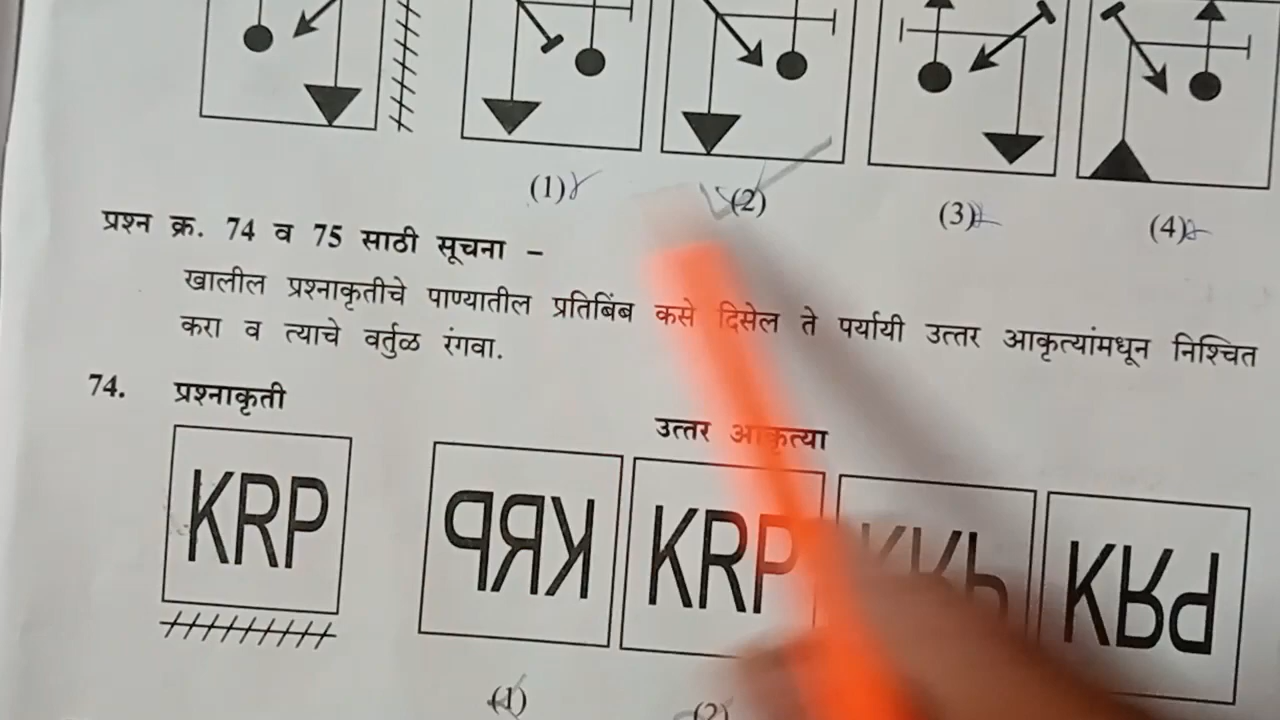 (1) (2) (3) (4)
प्रश्न क्र. 74 व 75 साठी सूचना –
खालील प्रश्नाकृतीचे पाण्यातील प्रतिबिंब कसे दिसेल ते पर्यायी उत्तर आकृत्यांमधून निश्चित
करा व त्याचे वर्तुळ रंगवा.
74. प्रश्नाकृती
उत्तर आकृत्या
KRP KRP
(1) (2)